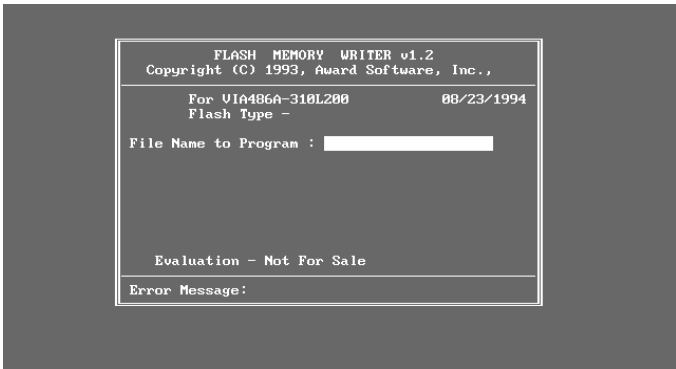 FLASH MEMORY WRITER v1.2
Copyright (C) 1993, Award Software, Inc.,
For VIA486A-310L200 08/23/1994
Flash Type -
File Name to Program :
Evaluation - Not For Sale
Error Message: